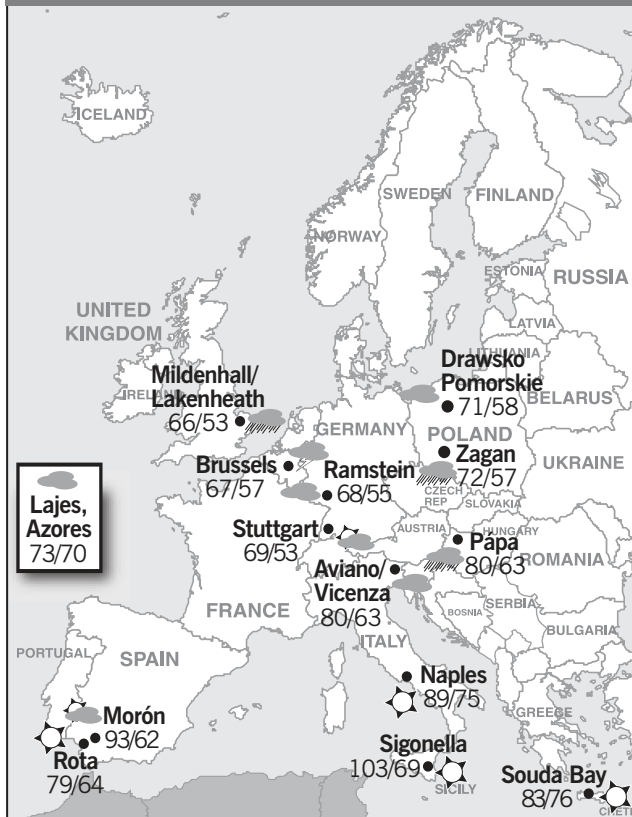 ICELAND
SWEDEN
FINLAND
NORWAY
ESTONIA
RUSSIA
LATVIA
LITHUANIA
UNITED
KINGDOM
IRELAND
Mildenhall/
Lakenheath
66/53
Drawsko
Pomorskie
71/58
BELARUS
GERMANY
POLAND
Zagan
72/57
UKRAINE
Brussels
67/57
Ramstein
68/55
CZECH
REP
SLOVAKIA
Lajes,
Azores
73/70
Stuttgart
69/53
AUSTRIA
HUNGARY
Papa
80/63
ROMANIA
Aviano/
Vicenza
80/63
FRANCE
BOSNIA
SERBIA
BULGARIA
ITALY
PORTUGAL
SPAIN
Naples
89/75
GREECE
Morón
93/62
Rota
79/64
Sigonella
103/69
SICILY
Souda Bay
83/76
CRETE